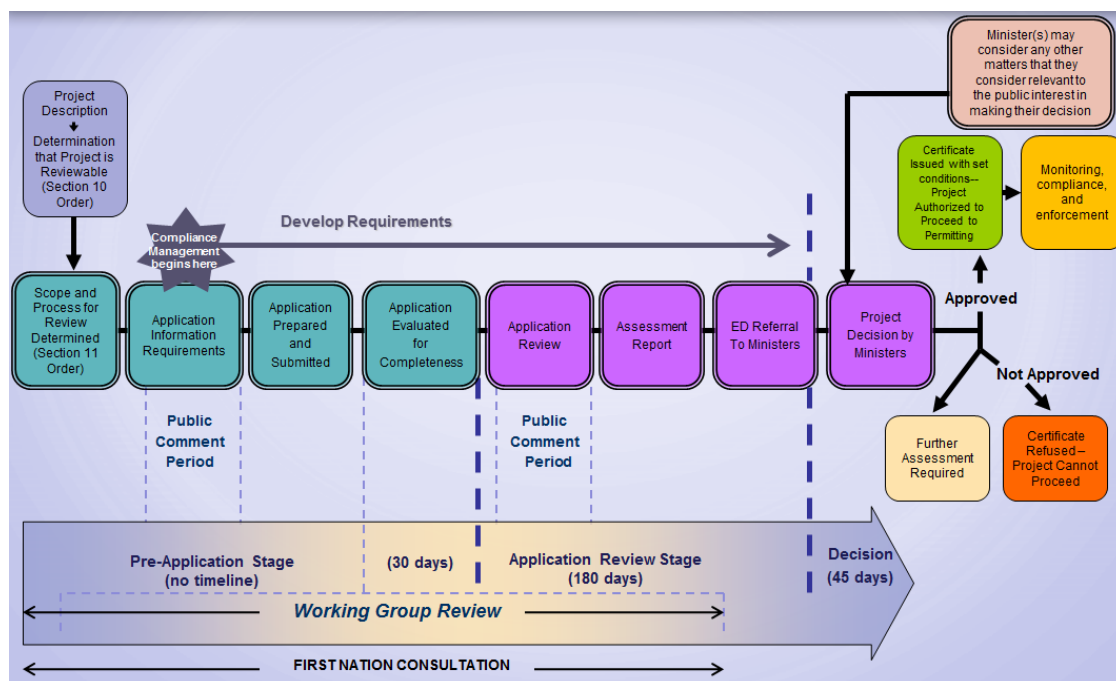 Minister(s) may
consider any other
matters that they
consider relevant to
the public interest in
making their decision
Project
Description
Determination
that Project is
Reviewable
(Section 10
Order)
Certificate
Issued with set
conditions--
Project
Authorized to
Proceed to
Permitting
Monitoring,
compliance,
and
enforcement
Compliance
Management
begins here
Develop Requirements
Scope and
Process for
Review
Determined
(Section 11
Order)
Application
Information
Requirements
Application
Prepared
and
Submitted
Application
Evaluated
for
Completeness
Application
Review
Assessment
Report
ED Referral
To Ministers
Project
Decision by
Ministers
Approved
Not Approved
Public
Comment
Period
Public
Comment
Period
Further
Assessment
Required
Certificate
Refused –
Project Cannot
Proceed
Pre-Application Stage
(no timeline)
(30 days)
Application Review Stage
(180 days)
Decision
(45 days)
Working Group Review
FIRST NATION CONSULTATION